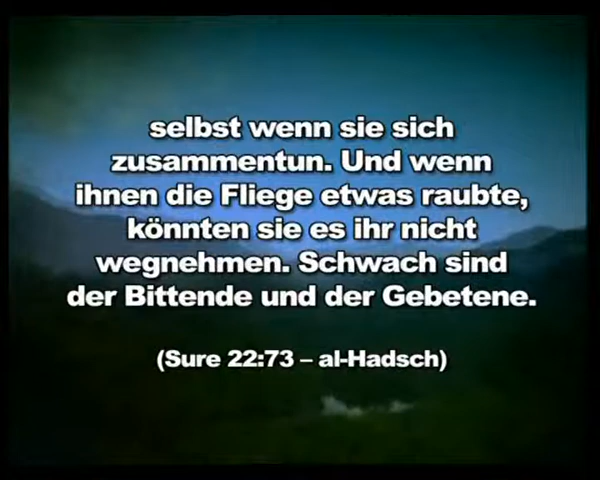 selbst wenn sie sich
zusammentun. Und wenn
ihnen die Fliege etwas raubte,
könnten sie es ihr nicht
wegnehmen. Schwach sind
der Bittende und der Gebetene.
(Sure 22:73 – al-Hadsch)